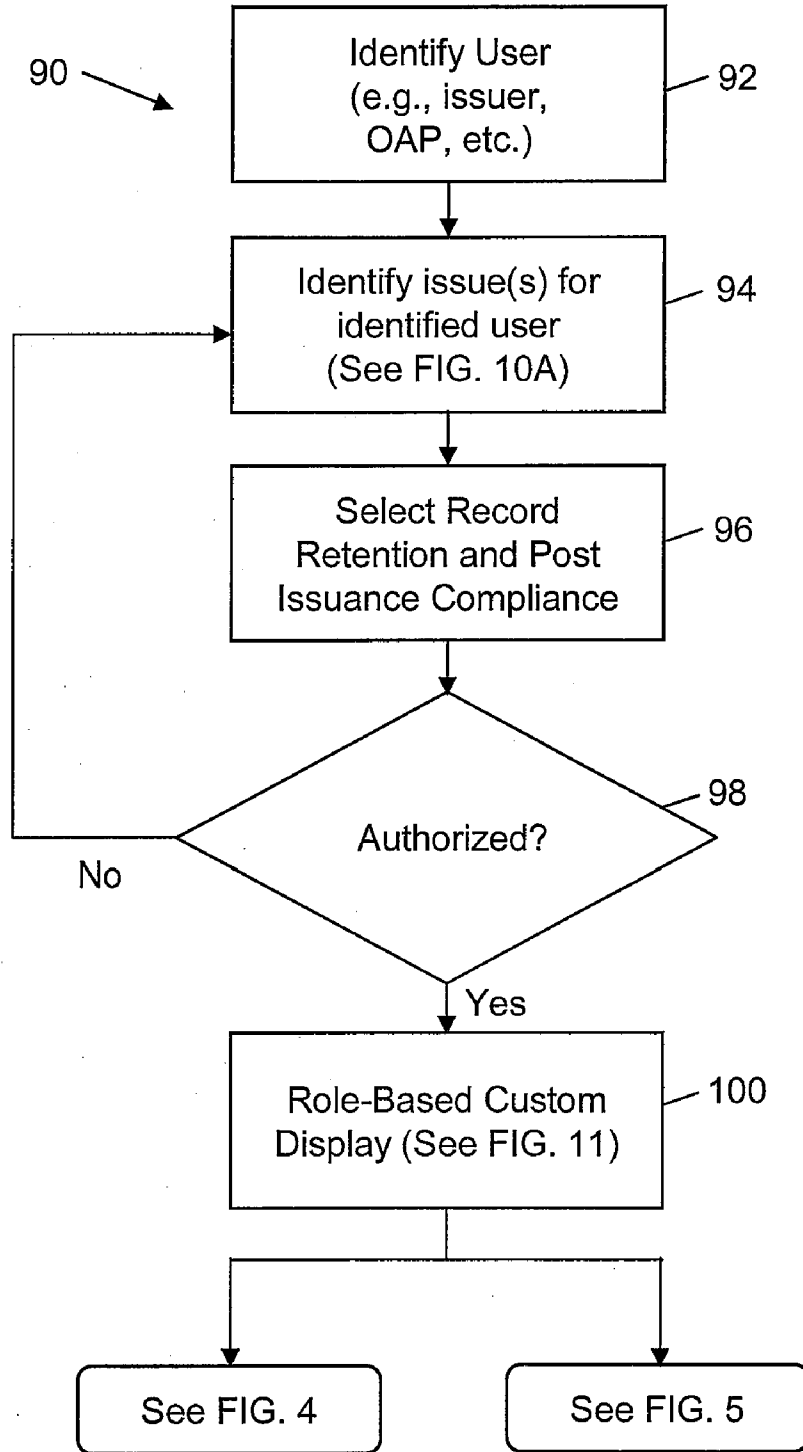 90
Identify User
(e.g., issuer,
OAP, etc.)
92
Identify issue(s) for
identified user
(See FIG. 10A)
94
Select Record
Retention and Post
Issuance Compliance
96
Authorized?
98
No
Yes
Role-Based Custom
Display (See FIG. 11)
100
See FIG. 4
See FIG. 5